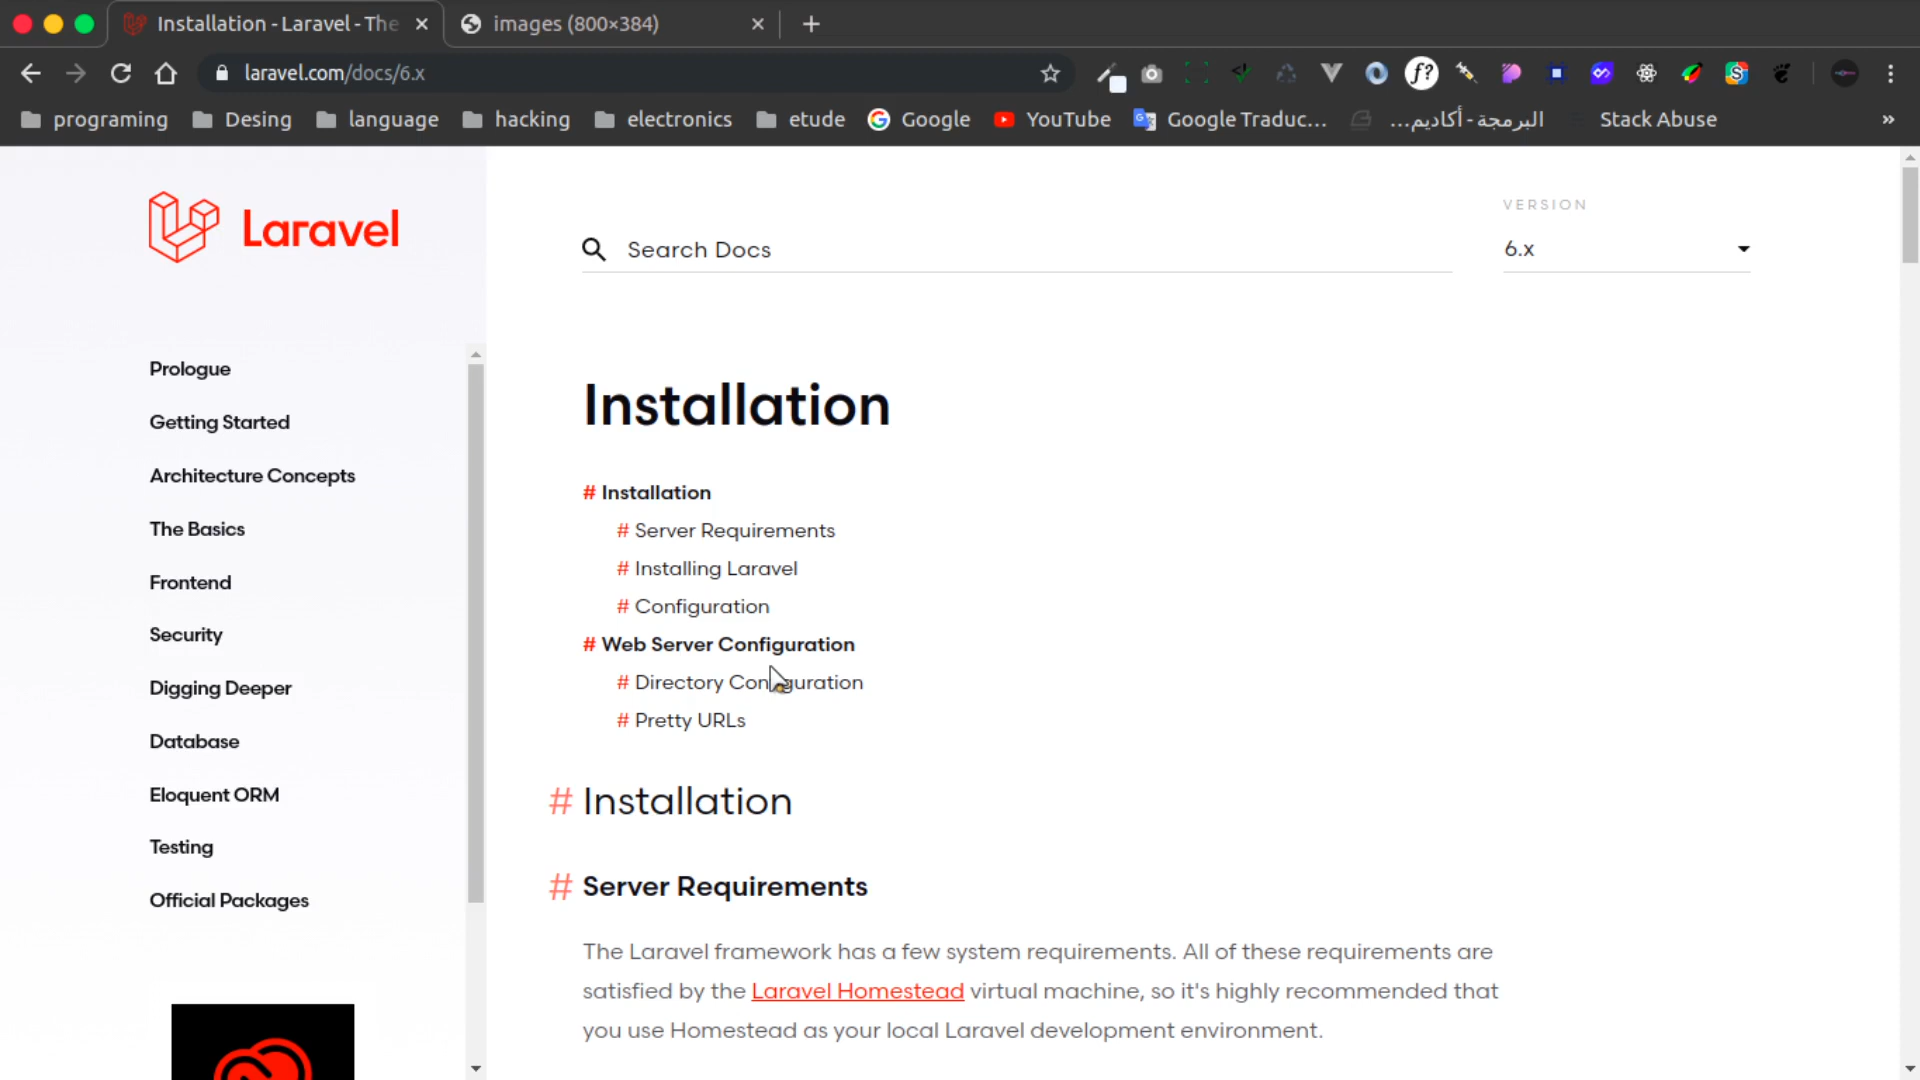 Installation - Laravel - The
images (800×384)
laravel.com/docs/6.x
f?
programing
Desing
language
hacking
electronics
etude
Google
YouTube
Google Traduc...
البرمجة - أكاديم...
Stack Abuse
»
Laravel
Search Docs
VERSION
6.x
Prologue
Getting Started
Architecture Concepts
The Basics
Frontend
Security
Digging Deeper
Database
Eloquent ORM
Testing
Official Packages
Installation
# Installation
# Server Requirements
# Installing Laravel
# Configuration
# Web Server Configuration
# Directory Configuration
# Pretty URLs
# Installation
# Server Requirements
The Laravel framework has a few system requirements. All of these requirements are
satisfied by the Laravel Homestead virtual machine, so it's highly recommended that
you use Homestead as your local Laravel development environment.